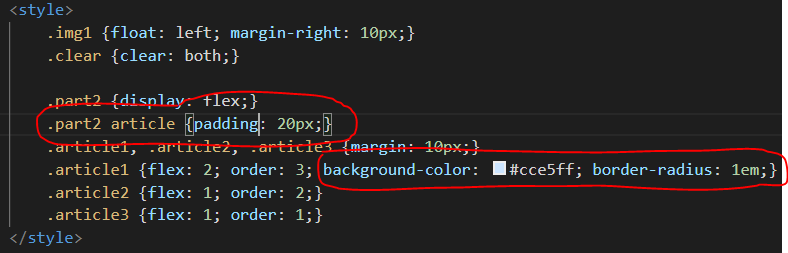 <style>
.img1 {float: left; margin-right: 10px;}
.clear {clear: both;}
.part2 {display: flex;}
.part2 article {padding: 20px;}
.article1, .article2, .article3 {margin: 10px;}
.article1 {flex: 2; order: 3; background-color: #cce5ff; border-radius: 1em;}
.article2 {flex: 1; order: 2;}
.article3 {flex: 1; order: 1;}
</style>